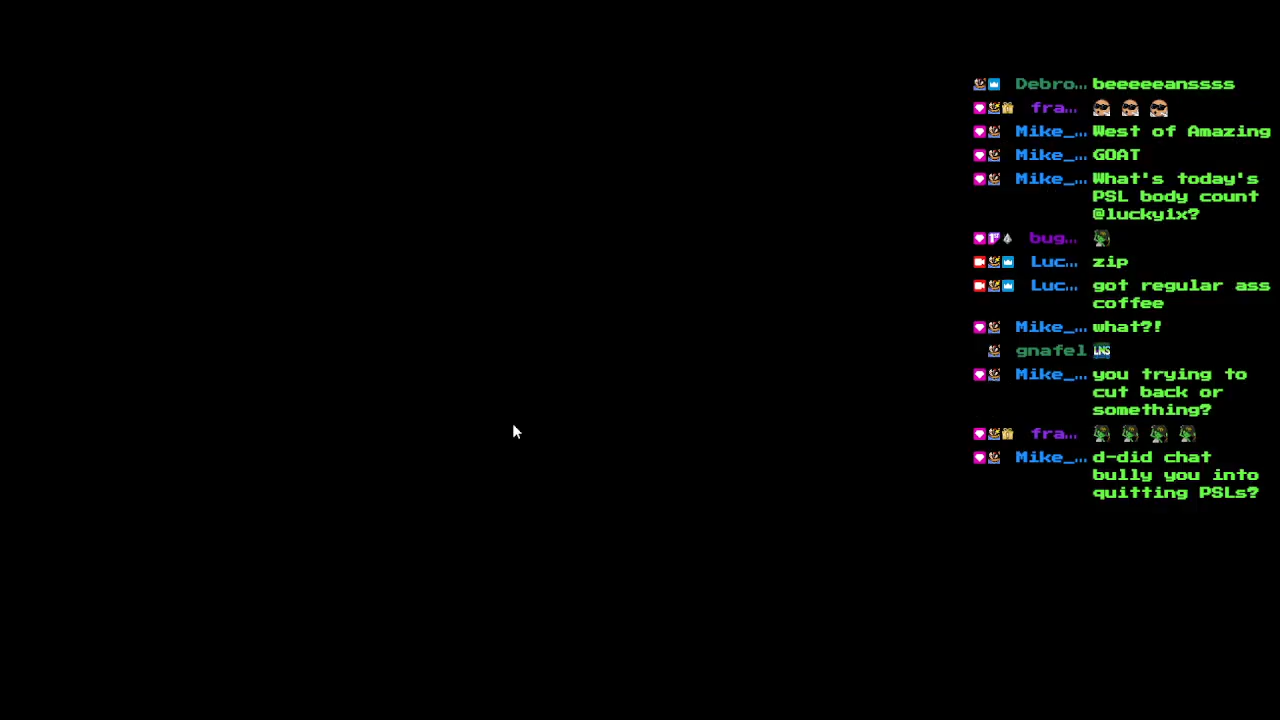 Debro... beeeeeanssss
fra...
Mike_... West of Amazing
Mike_... GOAT
Mike_... What's today's
PSL body count
@lucky1x?
bug...
Luc... zip
Luc... got regular ass
coffee
Mike_... what?!
gnafel LNS
Mike_... you trying to
cut back or
something?
fra...
Mike_... d-did chat
bully you into
quitting PSLs?